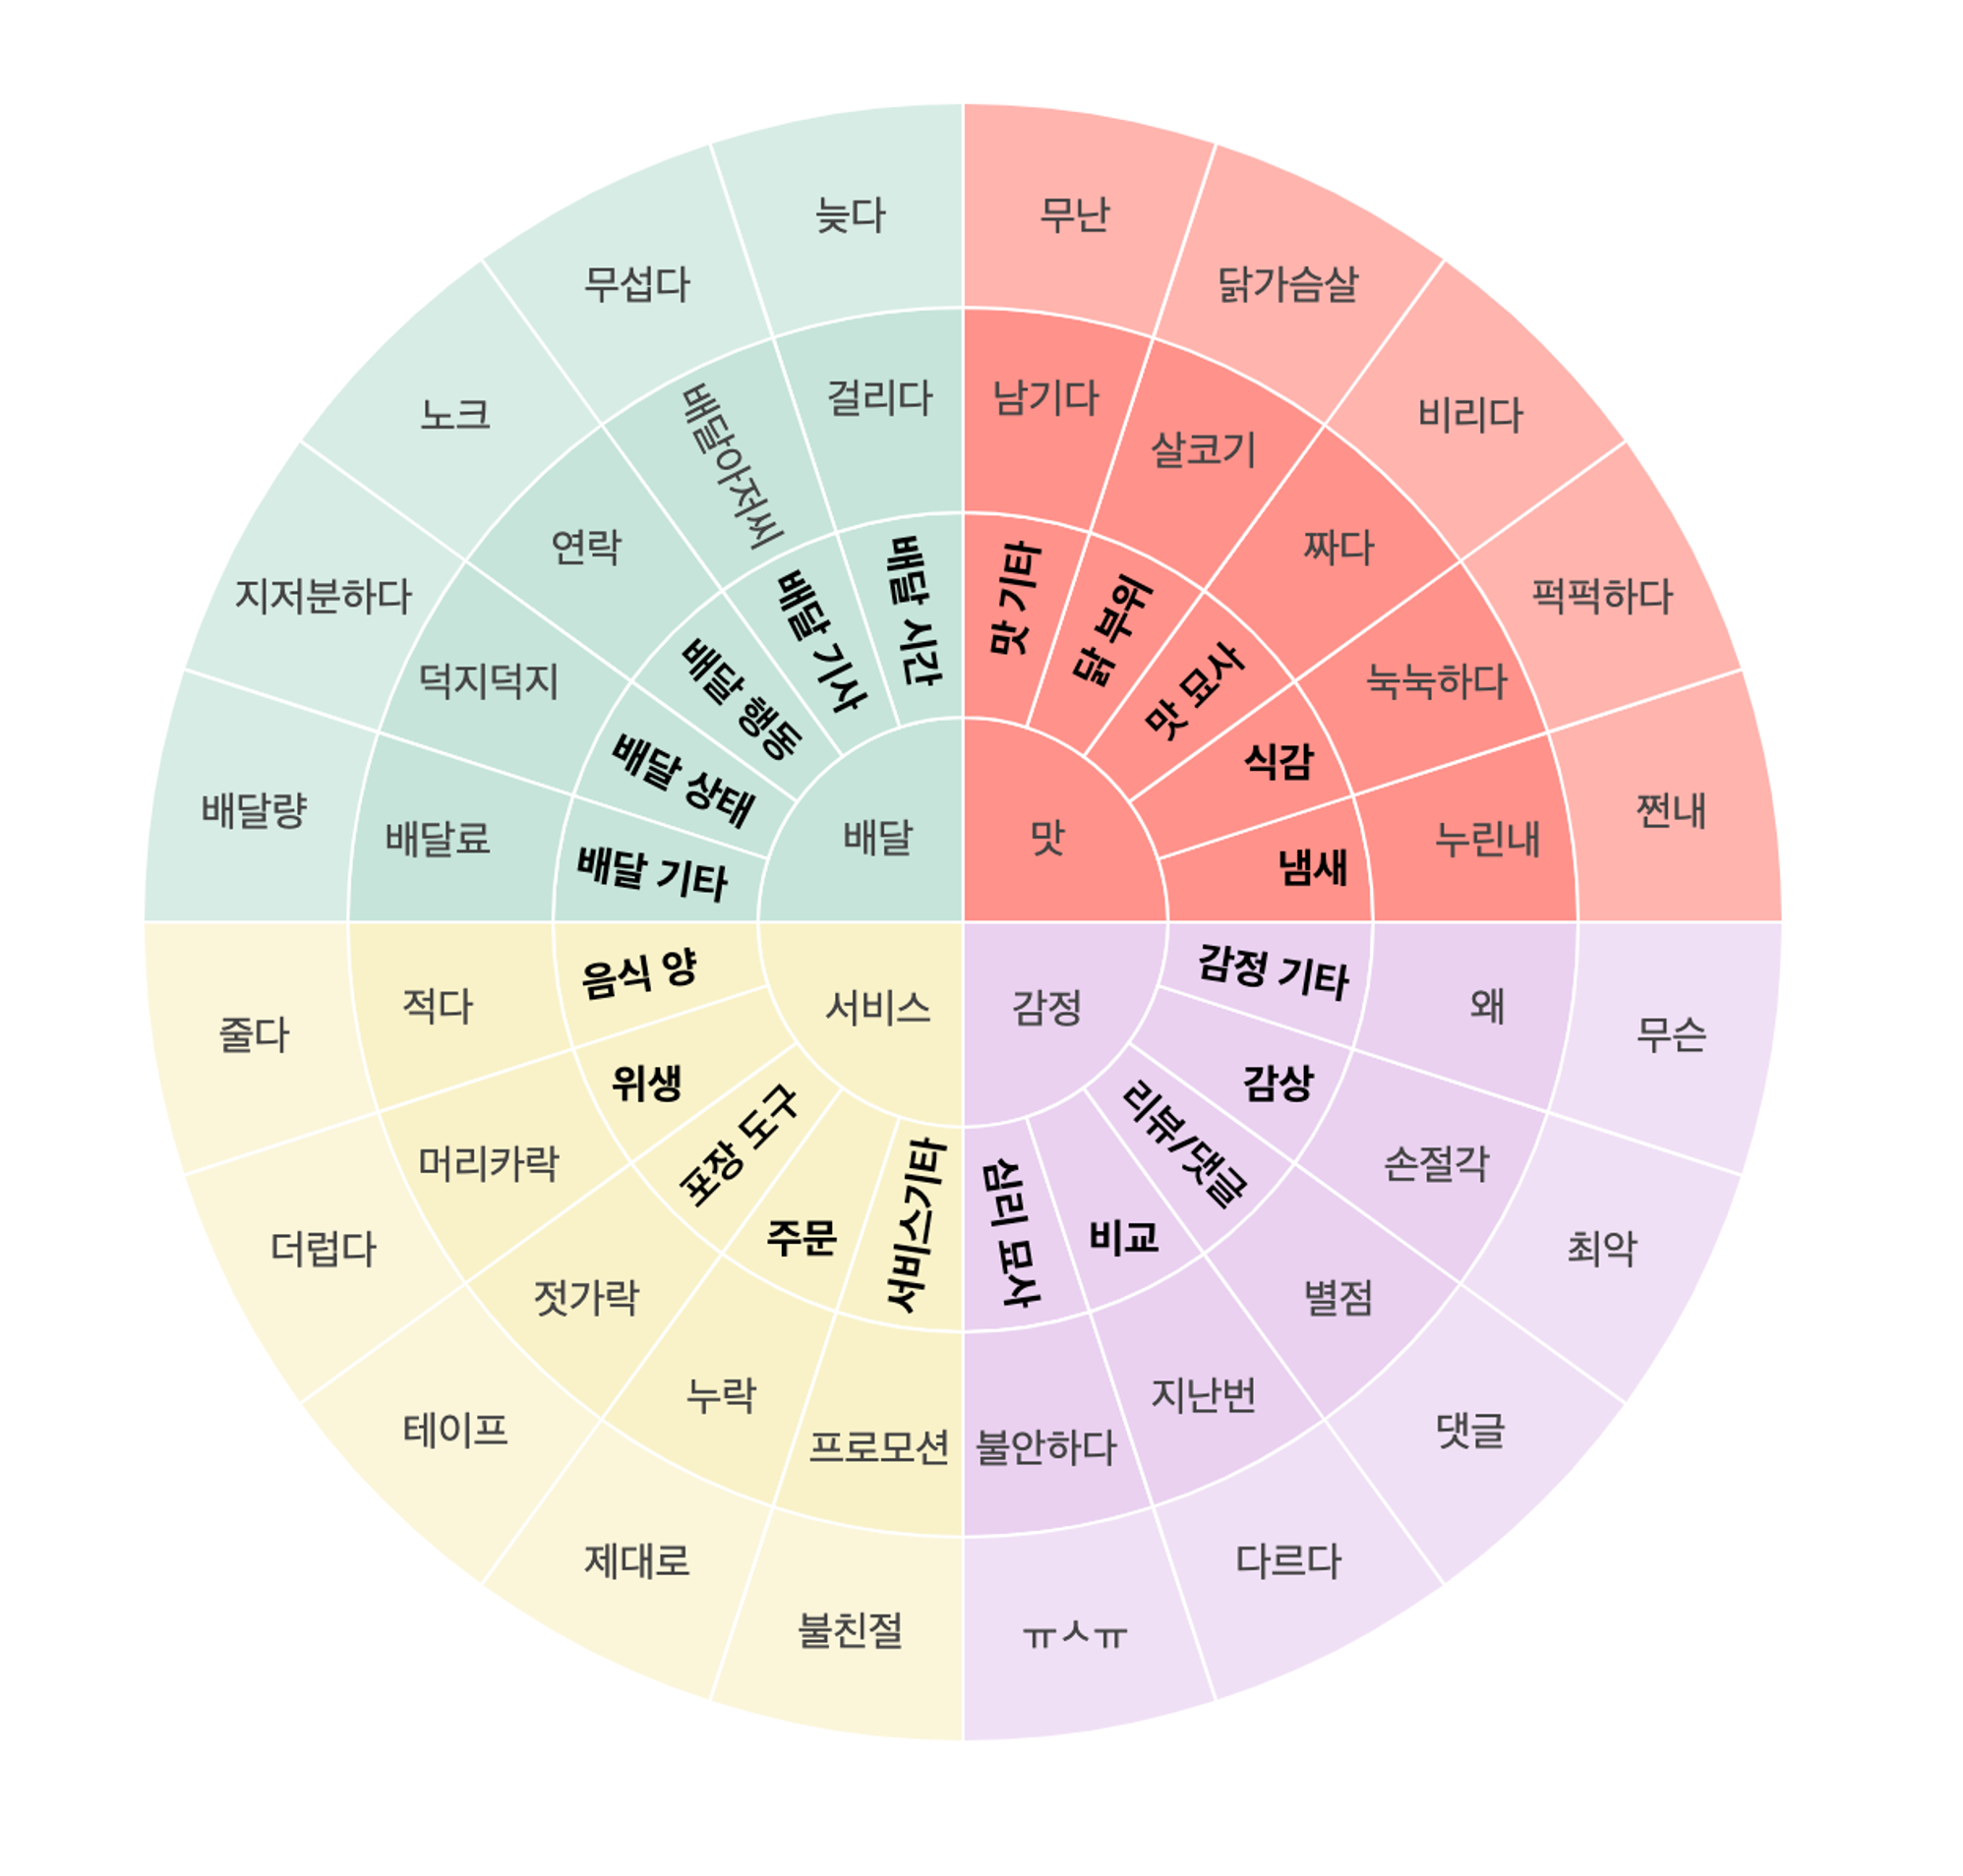 늦다
무난
무섭다
닭가슴살
걸리다
남기다
노크
배달아저씨
살코기
비리다
연락
배달 시간
맛 기타
짜다
지저분하다
배달 기사
닭 부위
퍽퍽하다
덕지덕지
배달 행동
맛 묘사
눅눅하다
배달 상태
식감
배달량
배달료
배달 기타
배달
맛
냄새
누린내
쩐내
줄다
적다
음식 양
서비스
감정
감정 기타
왜
무슨
위생
감상
머리카락
포장 도구
리뷰/댓글
손절각
더럽다
주문
서비스기타
심리 묘사
비교
최악
젓가락
별점
테이프
누락
프로모션
불안하다
지난번
댓글
제대로
다르다
불친절
ㅠㅅㅠ